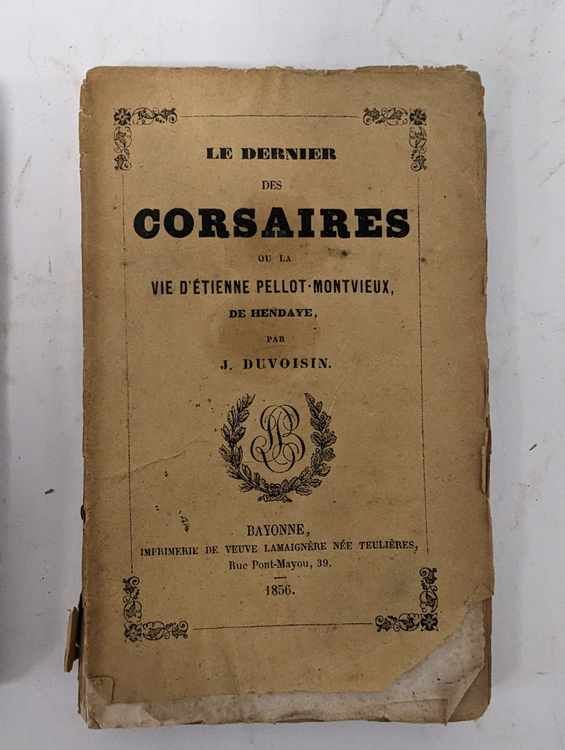 LE DERNIER
DES
CORSAIRES
OU LA
VIE D'ÉTIENNE PELLOT-MONTVIEUX,
DE HENDAYE,
PAR
J. DUVOISIN.
BAYONNE,
IMPRIMERIE DE VEUVE LAMAIGNÈRE NÉE TEULIÈRES,
Rue Pont-Mayou, 39.
1856.